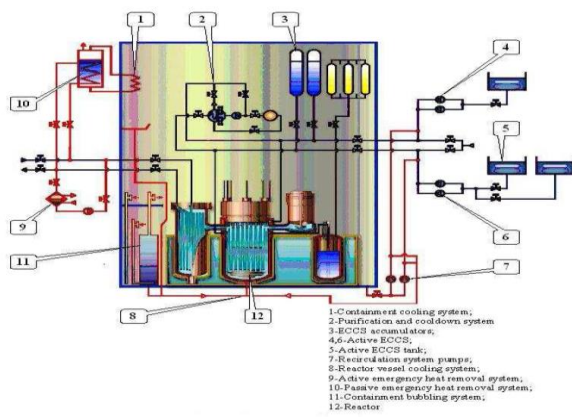 1
2
3
4
10
5
9
6
11
7
8
12
1-Containment cooling system;
2-Purification and cooldown system
3-ECCS accumulators;
4,6-Active ECCS;
5-Active ECCS tank;
7-Recirculation system pumps;
8-Reactor vessel cooling system;
9-Active emergency heat removal system;
10-Passive emergency heat removal system;
11-Containment bubbling system;
12-Reactor